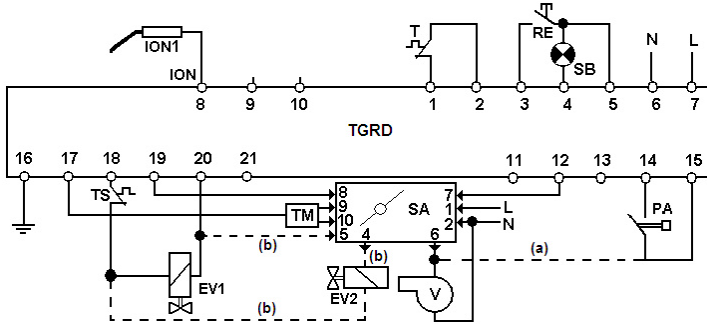 ION1
T
RE
SB
N
L
ION
8
9
10
1
2
3
4
5
6
7
TGRD
16
17
18
19
20
21
11
12
13
14
15
TS
TM
8
9
10
5
4
SA
7
1
2
6
L
N
PA
(b)
(b)
(a)
EV1
EV2
V
(b)